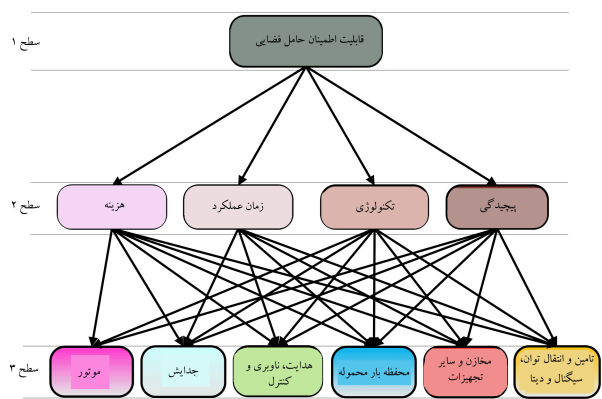 سطح ۱
قابلیت اطمینان حامل فضایی
سطح ۲
پیچیدگی
تکنولوژی
زمان عملکرد
هزینه
سطح ۳
تامین و انتقال توان،
سیگنال و دیتا
مخازن و سایر
تجهیزات
محفظه بار محموله
هدایت، ناوبری و
کنترل
جدایش
موتور